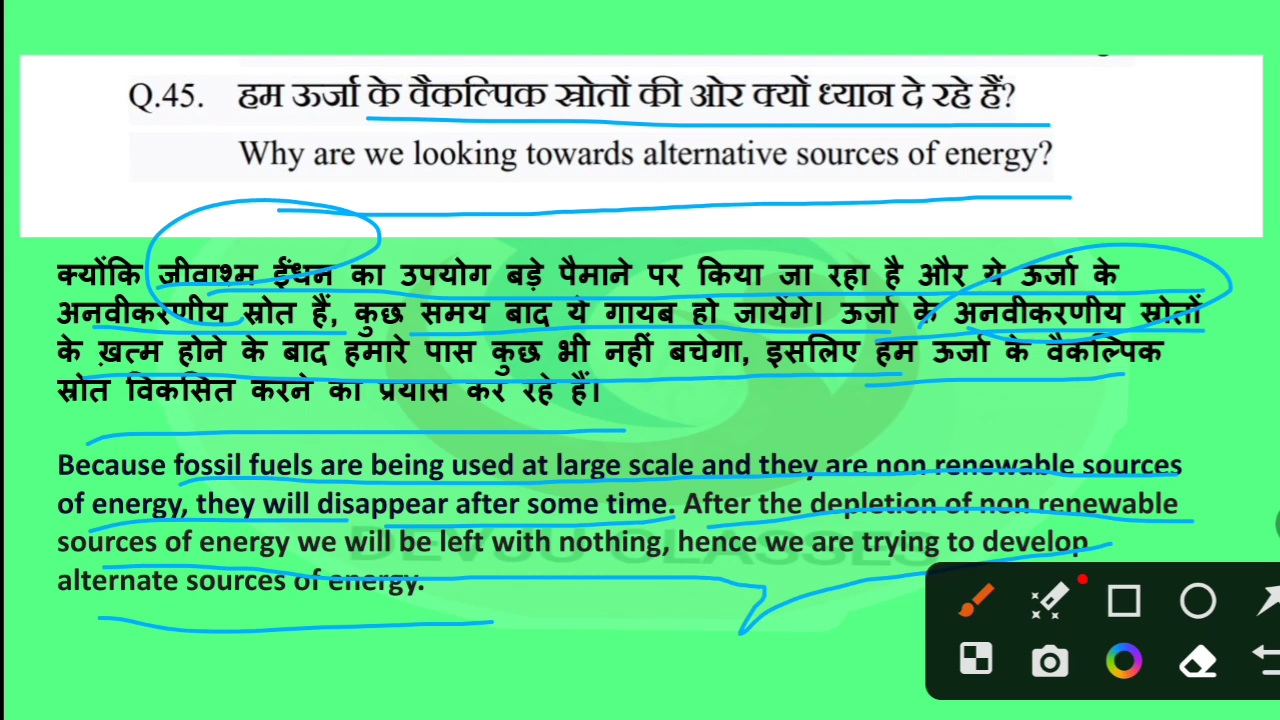 Q.45. हम ऊर्जा के वैकल्पिक स्रोतों की ओर क्यों ध्यान दे रहे हैं?
Why are we looking towards alternative sources of energy?
क्योंकि जीवाश्म ईंधन का उपयोग बड़े पैमाने पर किया जा रहा है और ये ऊर्जा के
अनवीकरणीय स्रोत हैं, कुछ समय बाद ये गायब हो जायेंगे। ऊर्जा के अनवीकरणीय स्रोतों
के ख़त्म होने के बाद हमारे पास कुछ भी नहीं बचेगा, इसलिए हम ऊर्जा के वैकल्पिक
स्रोत विकसित करने का प्रयास कर रहे हैं।
Because fossil fuels are being used at large scale and they are non renewable sources
of energy, they will disappear after some time. After the depletion of non renewable
sources of energy we will be left with nothing, hence we are trying to develop
alternate sources of energy.